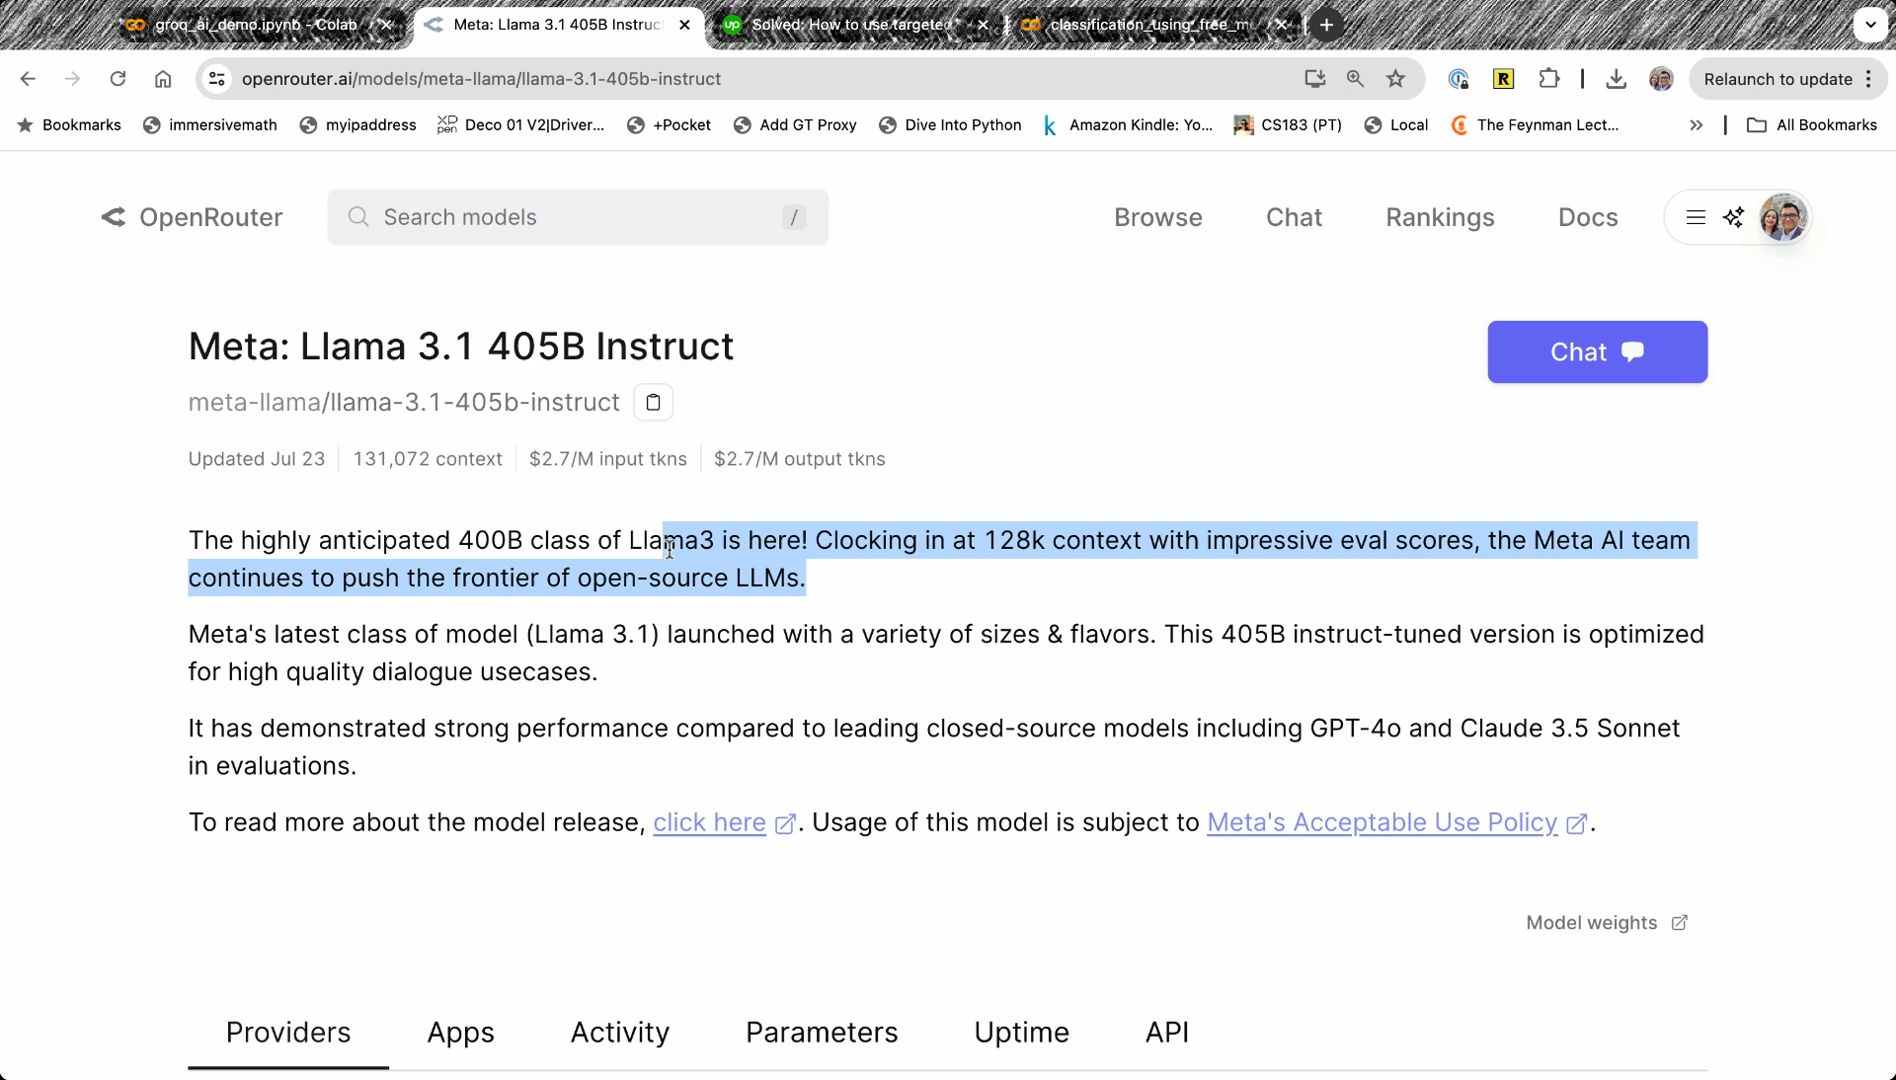 groq_ai_demo.ipynb - Colab
Meta: Llama 3.1 405B Instruc
Solved: How to use targeted
classification_using_free_m
openrouter.ai/models/meta-llama/llama-3.1-405b-instruct
R
Relaunch to update
Bookmarks
immersivemath
myipaddress
XP PEN
Deco 01 V2|Driver...
+Pocket
Add GT Proxy
Dive Into Python
k
Amazon Kindle: Yo...
CS183 (PT)
Local
The Feynman Lect...
»
All Bookmarks
OpenRouter
Search models
/
Browse
Chat
Rankings
Docs
Meta: Llama 3.1 405B Instruct
Chat
meta-llama/llama-3.1-405b-instruct
Updated Jul 23
131,072 context
$2.7/M input tkns
$2.7/M output tkns
The highly anticipated 400B class of Llama3 is here! Clocking in at 128k context with impressive eval scores, the Meta AI team
continues to push the frontier of open-source LLMs.
Meta's latest class of model (Llama 3.1) launched with a variety of sizes & flavors. This 405B instruct-tuned version is optimized
for high quality dialogue usecases.
It has demonstrated strong performance compared to leading closed-source models including GPT-4o and Claude 3.5 Sonnet
in evaluations.
To read more about the model release, click here. Usage of this model is subject to Meta's Acceptable Use Policy.
Model weights
Providers
Apps
Activity
Parameters
Uptime
API